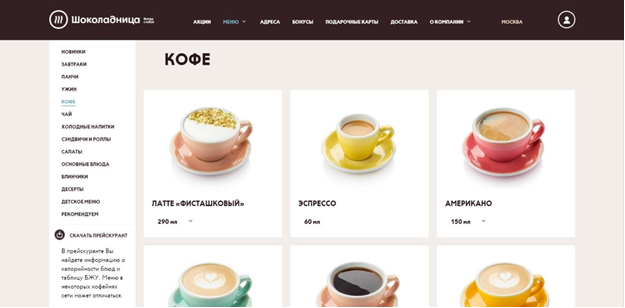 Шоколадница
АКЦИИ МЕНЮ АДРЕСА БОНУСЫ ПОДАРОЧНЫЕ КАРТЫ ДОСТАВКА О КОМПАНИИ МОСКВА
НОВИНКИ
ЗАВТРАКИ
ЛАНЧИ
УЖИН
КОФЕ
ЧАЙ
ХОЛОДНЫЕ НАПИТКИ
СЭНДВИЧИ И РОЛЛЫ
САЛАТЫ
ОСНОВНЫЕ БЛЮДА
БЛИНЧИКИ
ДЕСЕРТЫ
ДЕТСКОЕ МЕНЮ
РЕКОМЕНДУЕМ
СКАЧАТЬ ПРЕЙСКУРАНТ
В прейскуранте Вы
найдете информацию о
калорийности блюд и
таблицу БЖУ. Меню в
некоторых кофейнях
сети может отличаться.
КОФЕ
ЛАТТЕ «ФИСТАШКОВЫЙ»
290 мл
ЭСПРЕССО
60 мл
АМЕРИКАНО
150 мл